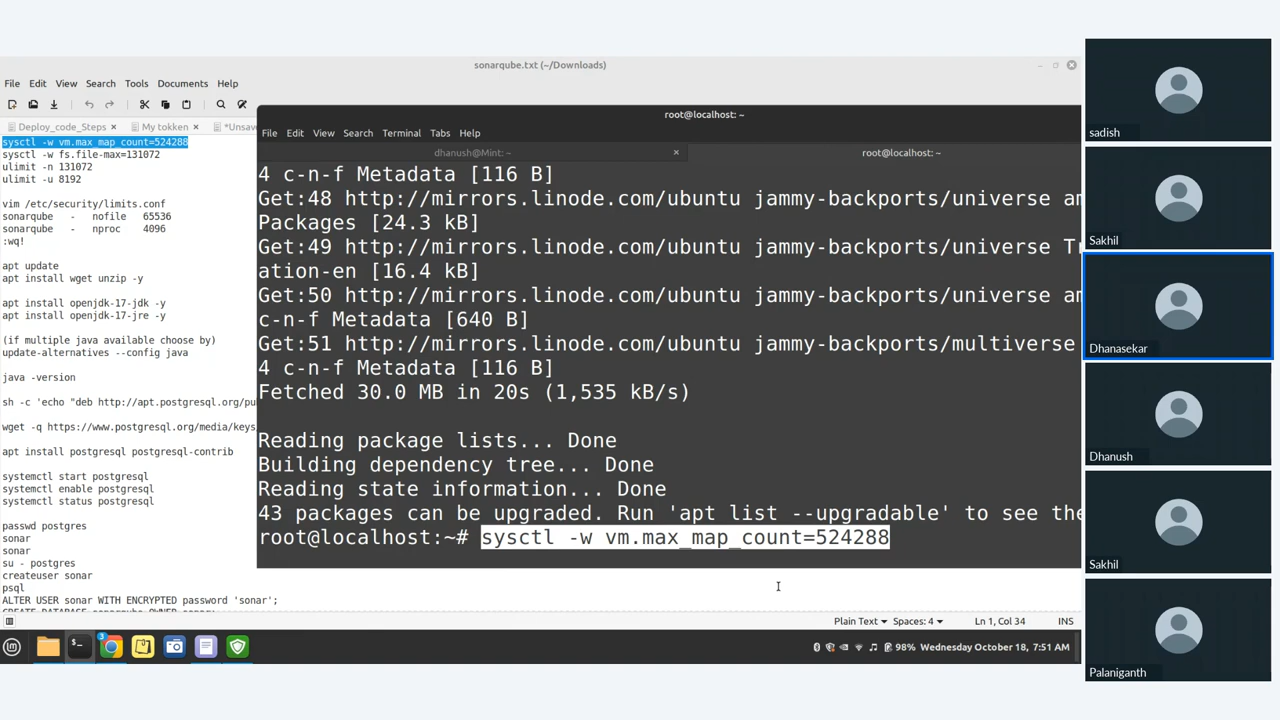 sonarqube.txt (~/Downloads)
File Edit View Search Tools Documents Help
Deploy_code_Steps × My tokken × *Unsav
sysctl -w vm.max_map_count=524288
sysctl -w fs.file-max=131072
ulimit -n 131072
ulimit -u 8192
vim /etc/security/limits.conf
sonarqube - nofile 65536
sonarqube - nproc 4096
:wq!
apt update
apt install wget unzip -y
apt install openjdk-17-jdk -y
apt install openjdk-17-jre -y
(if multiple java available choose by)
update-alternatives --config java
java -version
sh -c 'echo "deb http://apt.postgresql.org/pu
wget -q https://www.postgresql.org/media/keys
apt install postgresql postgresql-contrib
systemctl start postgresql
systemctl enable postgresql
systemctl status postgresql
passwd postgres
sonar
sonar
su - postgres
createuser sonar
psql
ALTER USER sonar WITH ENCRYPTED password 'sonar';
root@localhost: ~
File Edit View Search Terminal Tabs Help
dhanush@Mint: ~ × root@localhost: ~
4 c-n-f Metadata [116 B]
Get:48 http://mirrors.linode.com/ubuntu jammy-backports/universe am
Packages [24.3 kB]
Get:49 http://mirrors.linode.com/ubuntu jammy-backports/universe Tr
ation-en [16.4 kB]
Get:50 http://mirrors.linode.com/ubuntu jammy-backports/universe am
c-n-f Metadata [640 B]
Get:51 http://mirrors.linode.com/ubuntu jammy-backports/multiverse
4 c-n-f Metadata [116 B]
Fetched 30.0 MB in 20s (1,535 kB/s)
Reading package lists... Done
Building dependency tree... Done
Reading state information... Done
43 packages can be upgraded. Run 'apt list --upgradable' to see the
root@localhost:~# sysctl -w vm.max_map_count=524288
Plain Text Spaces: 4 Ln 1, Col 34 INS
3
98% Wednesday October 18, 7:51 AM
sadish
Sakhil
Dhanasekar
Dhanush
Sakhil
Palaniganth